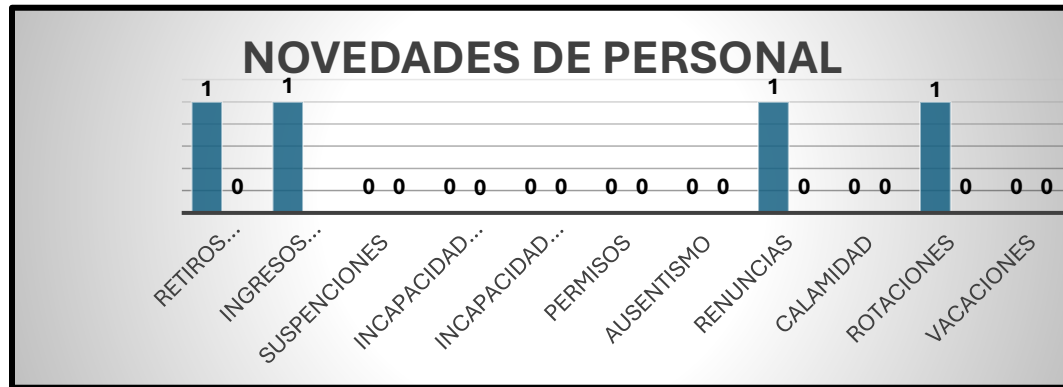 NOVEDADES DE PERSONAL
1 0 1 0 0 0 0 0 0 0 0 0 0 1 0 0 0 1 0 0 0
RETIROS...
INGRESOS...
SUSPENCIONES
INCAPACIDAD...
INCAPACIDAD...
PERMISOS
AUSENTISMO
RENUNCIAS
CALAMIDAD
ROTACIONES
VACACIONES